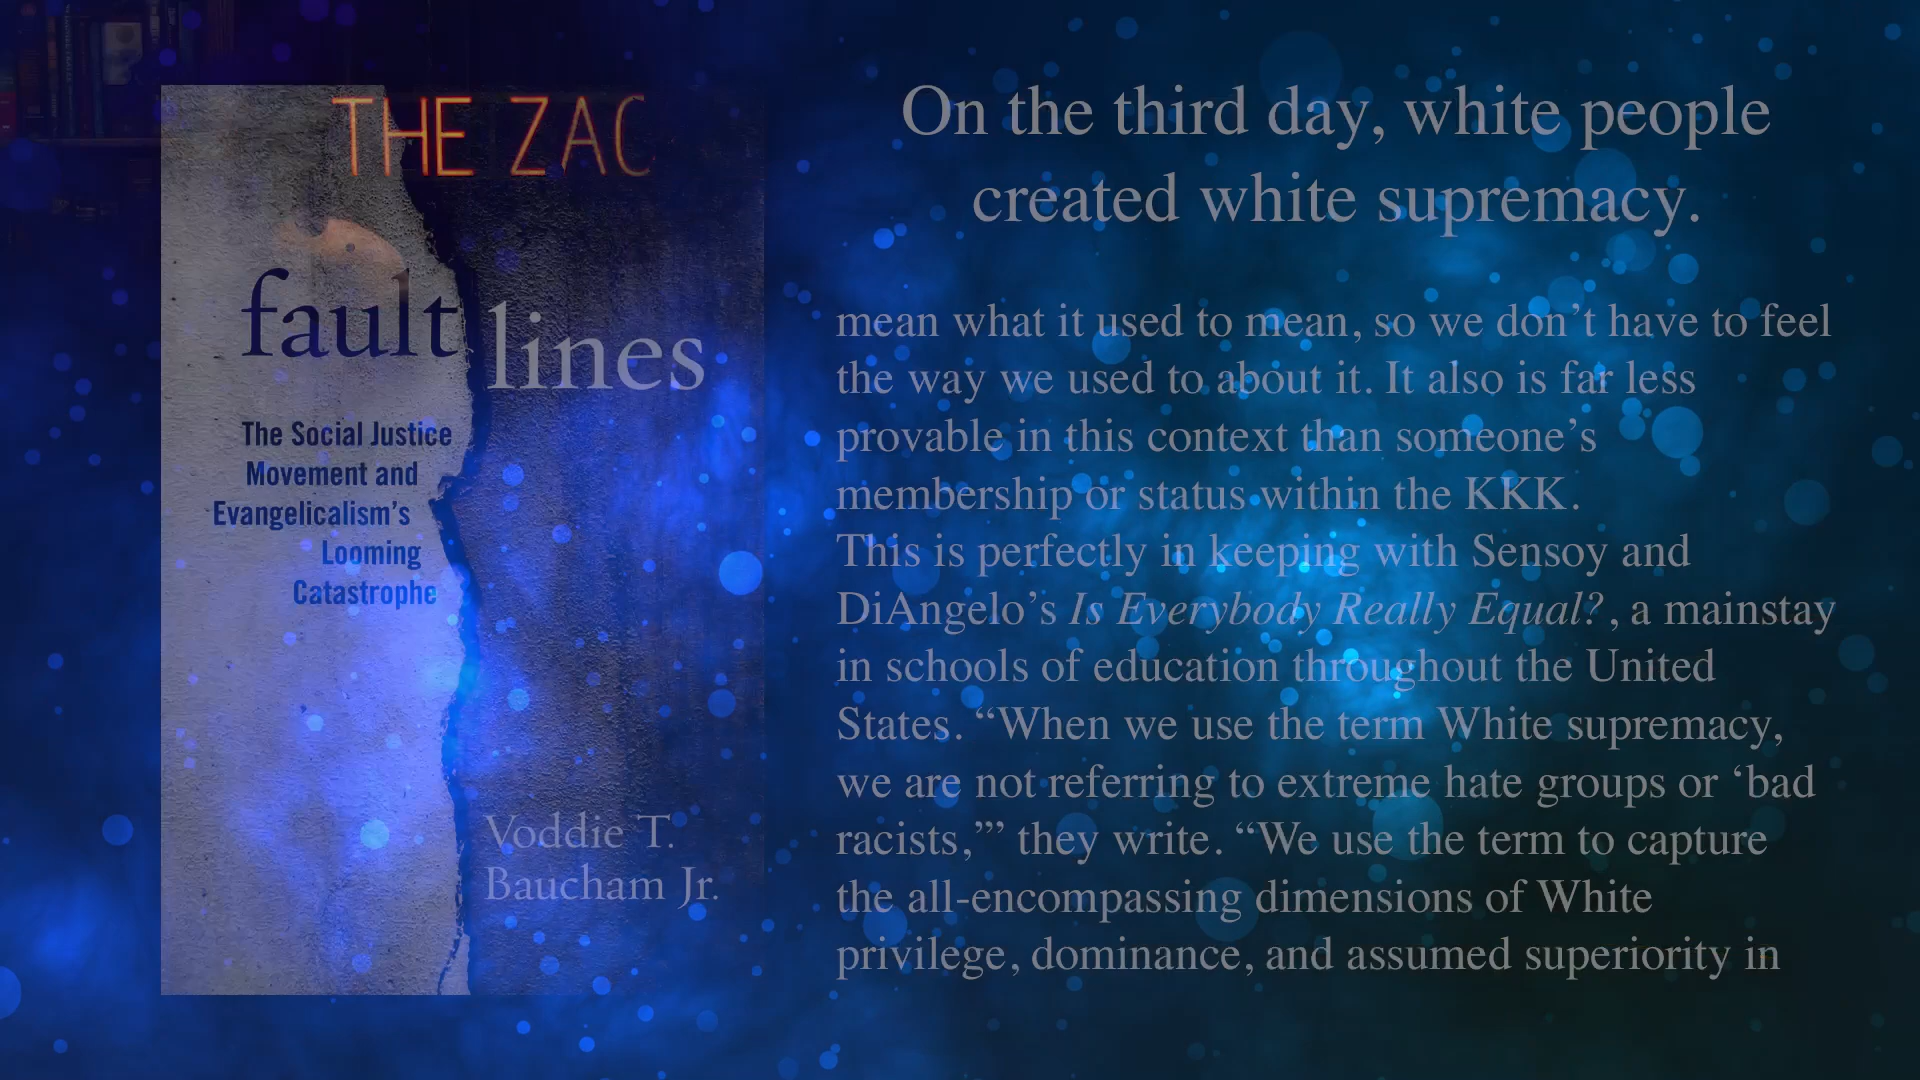 THE ZAC
fault lines
The Social Justice
Movement and
Evangelicalism's
Looming
Catastrophe
Voddie T.
Baucham Jr.
On the third day, white people
created white supremacy.
mean what it used to mean, so we don’t have to feel
the way we used to about it. It also is far less
provable in this context than someone’s
membership or status within the KKK.
This is perfectly in keeping with Sensoy and
DiAngelo’s Is Everybody Really Equal?, a mainstay
in schools of education throughout the United
States. “When we use the term White supremacy,
we are not referring to extreme hate groups or ‘bad
racists,’” they write. “We use the term to capture
the all-encompassing dimensions of White
privilege, dominance, and assumed superiority in